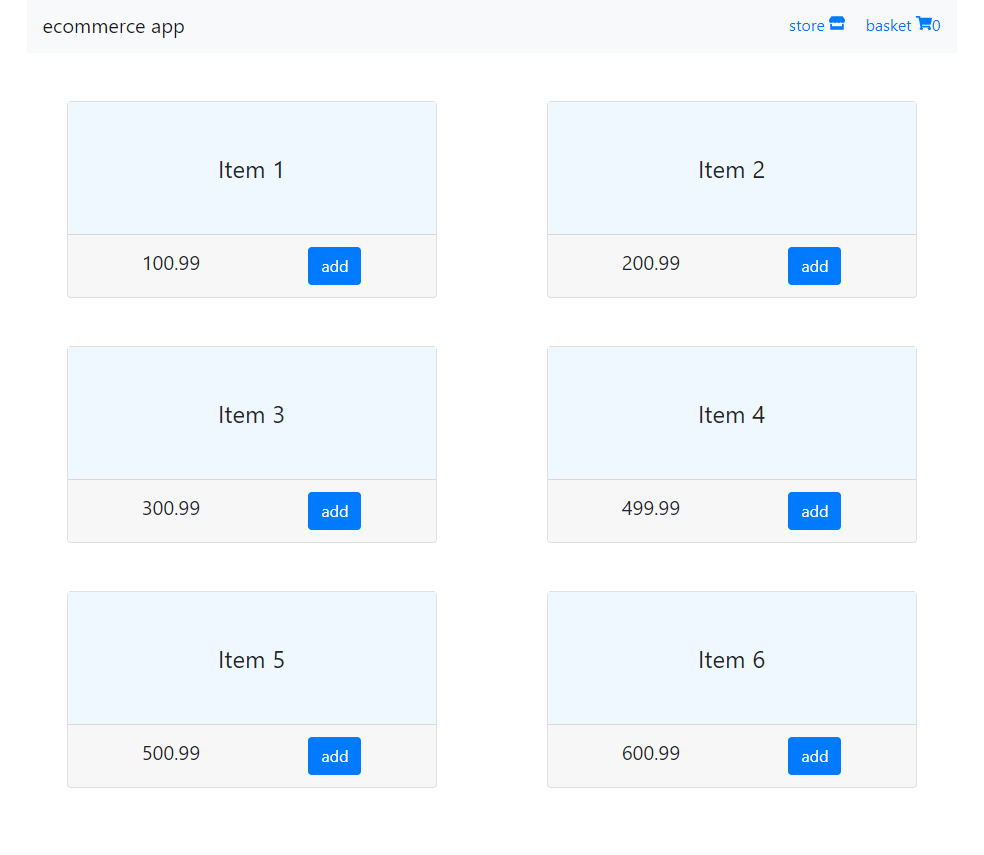 ecommerce app store basket 0
Item 1 Item 2
100.99 add 200.99 add
Item 3 Item 4
300.99 add 499.99 add
Item 5 Item 6
500.99 add 600.99 add